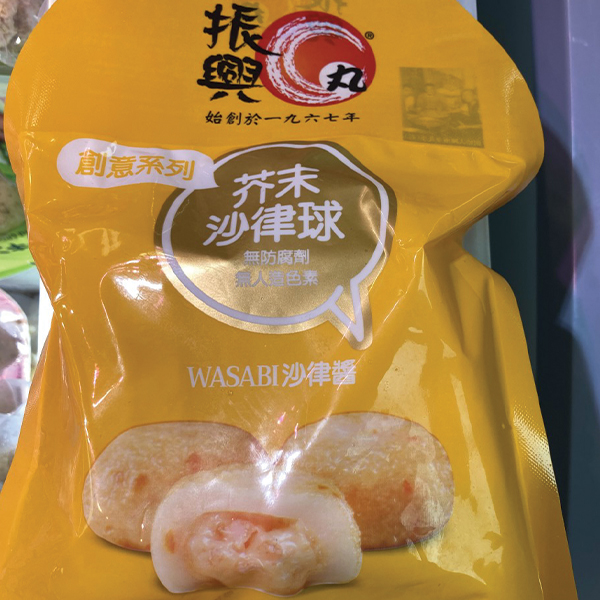 振興
丸
®
始創於一九六七年
創意系列
芥末
沙律球
無防腐劑
無人造色素
WASABI沙律醬